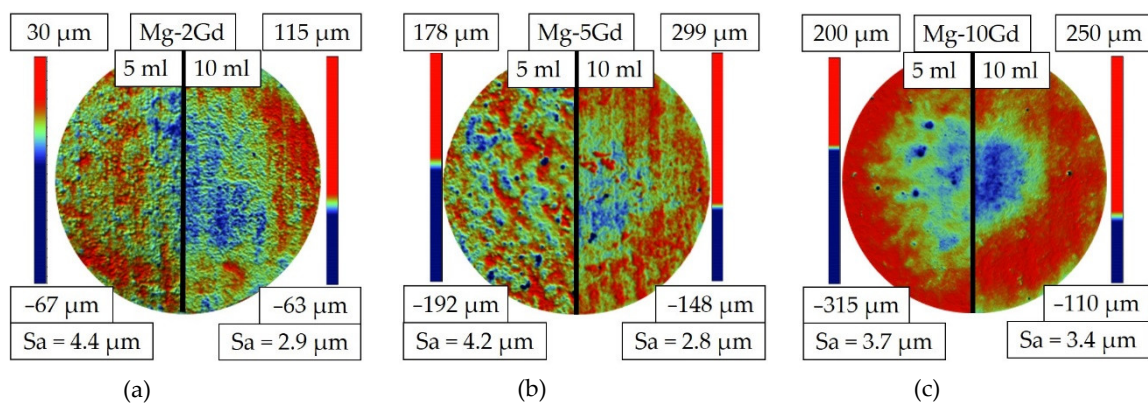 30 µm
Mg-2Gd
115 µm
5 ml
10 ml
–67 µm
–63 µm
Sa = 4.4 µm
Sa = 2.9 µm
(a)
178 µm
Mg-5Gd
299 µm
5 ml
10 ml
–192 µm
–148 µm
Sa = 4.2 µm
Sa = 2.8 µm
(b)
200 µm
Mg-10Gd
250 µm
5 ml
10 ml
–315 µm
–110 µm
Sa = 3.7 µm
Sa = 3.4 µm
(c)